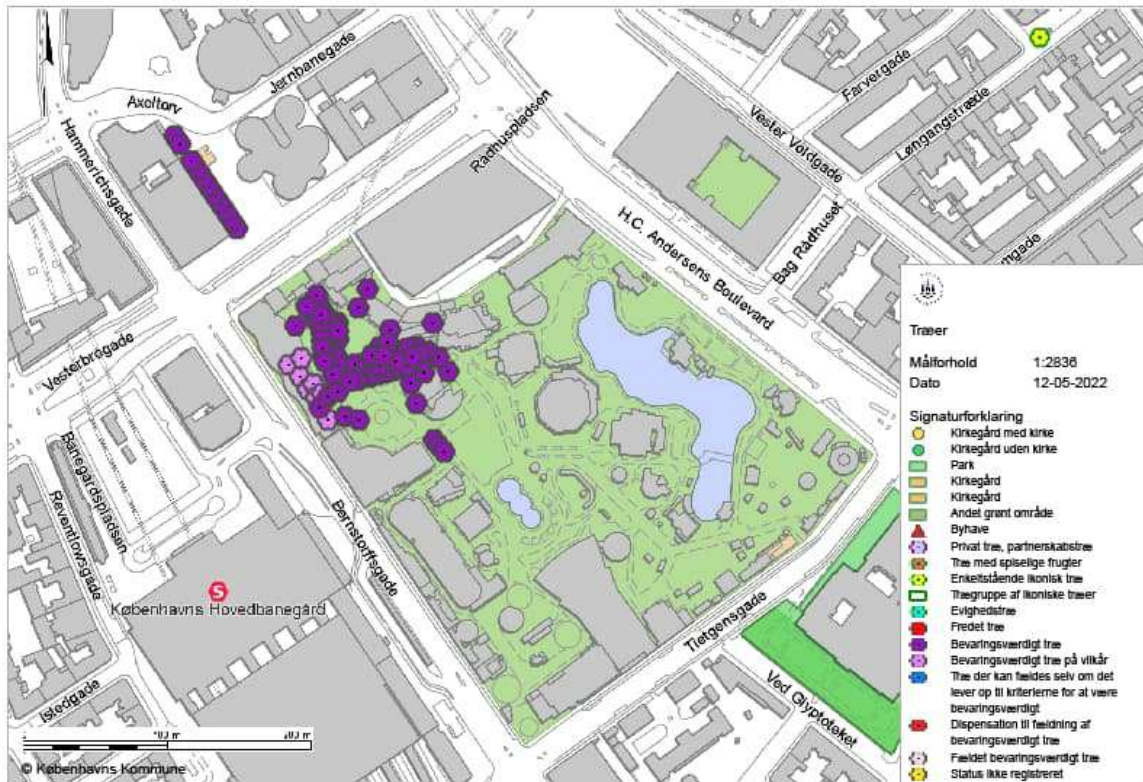 Jernbanegade
Axeltorv
Hammerichsgade
Rådhuspladsen
Farvergade
Vester Voldgade
Løngangstræde
H.C. Andersens Boulevard
Bag Rådhuset
Vesterbrogade
Banegårdspladsen
Reventlowsgade
Bernstorffsgade
S
Københavns Hovedbanegård
Tietgensgade
Ved Glyptoteket
Istedgade
© Københavns Kommune
Træer
Målforhold 1:2836
Dato 12-05-2022
Signaturforklaring
Kirkegård med kirke
Kirkegård uden kirke
Park
Kirkegård
Kirkegård
Andet grønt område
Byhave
Privat træ, partnerskabstræ
Træ med spiselige frugter
Enkeltstående ikonisk træ
Trægruppe af ikoniske træer
Evighedstræ
Fredet træ
Bevaringsværdigt træ
Bevaringsværdigt træ på vilkår
Træ der kan fældes selv om det
lever op til kriterierne for at være
bevaringsværdigt
Dispensation til fældning af
bevaringsværdigt træ
Fældet bevaringsværdigt træ
Status ikke registreret